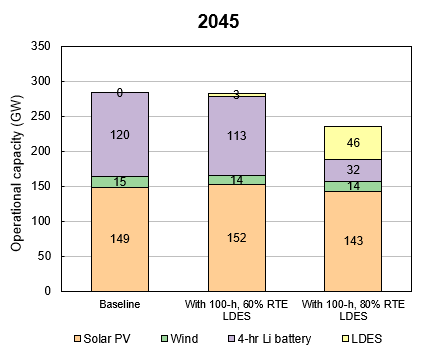 2045
350
300
250
200
150
100
50
0
Operational capacity (GW)
0
120
15
149
3
113
14
152
46
32
14
143
Baseline
With 100-h, 60% RTE
LDES
With 100-h, 80% RTE
LDES
Solar PV
Wind
4-hr Li battery
LDES